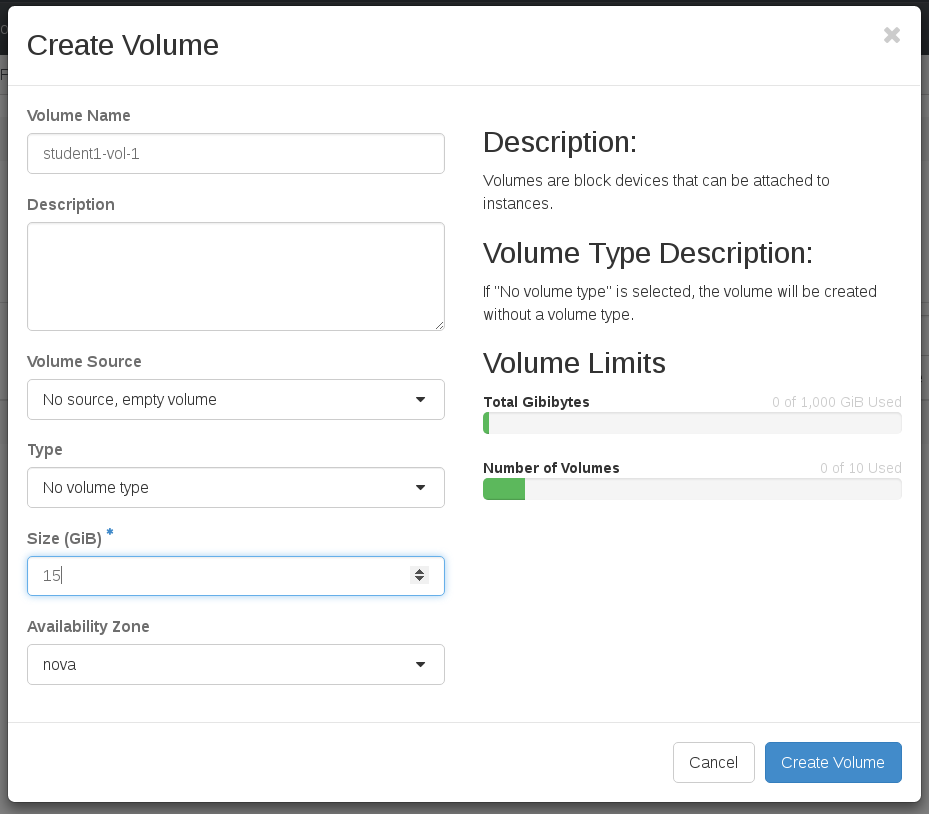 Create Volume
Volume Name
student1-vol-1
Description
Volume Source
No source, empty volume
Type
No volume type
Size (GiB) *
15
Availability Zone
nova
Description:
Volumes are block devices that can be attached to
instances.
Volume Type Description:
If "No volume type" is selected, the volume will be created
without a volume type.
Volume Limits
Total Gibibytes 0 of 1,000 GiB Used
Number of Volumes 0 of 10 Used
Cancel
Create Volume